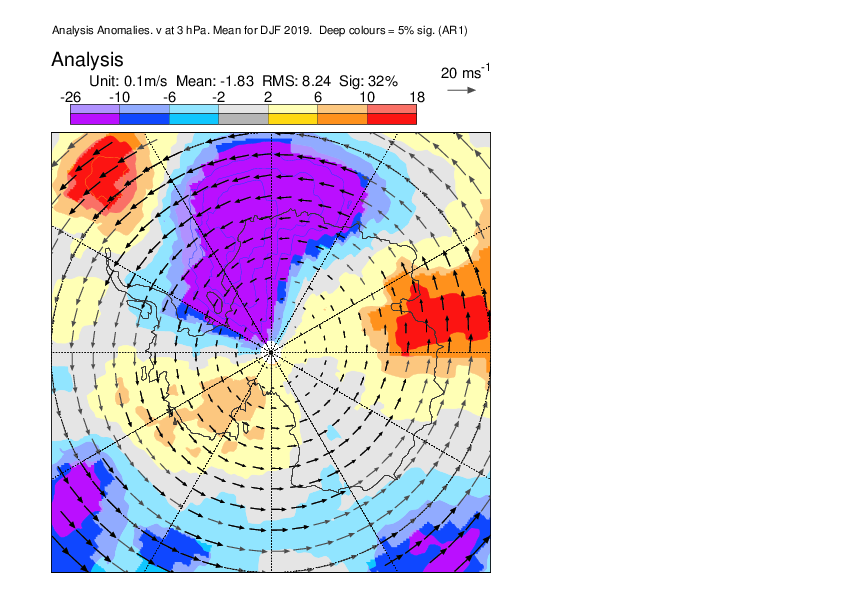 Analysis Anomalies. v at 3 hPa. Mean for DJF 2019.  Deep colours = 5% sig. (AR1)
Analysis
20 ms-1
Unit: 0.1m/s  Mean: -1.83  RMS: 8.24  Sig: 32%
-26 -10 -6 -2 2 6 10 18